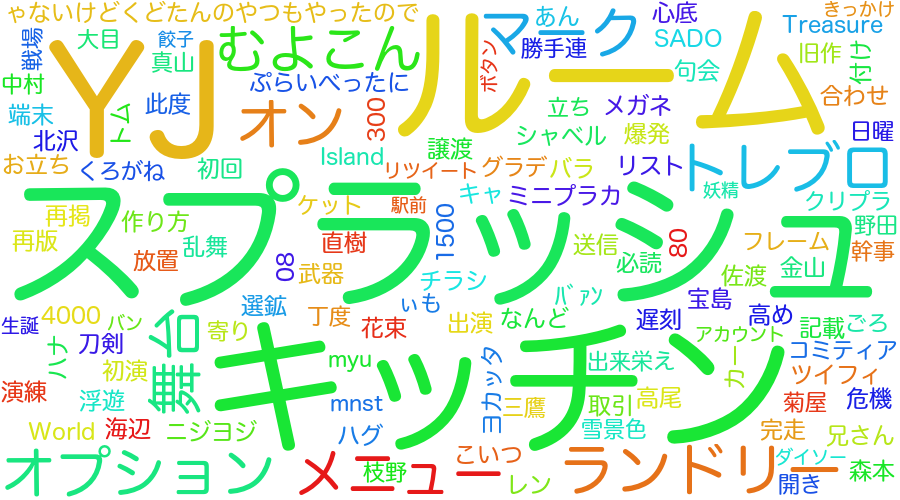 ゃないけどくどたんのやつもやったので
きっかけ
戦場
大目
餃子
YJ
むよこん
ルーム
マーク
あん
心底
Treasure
勝手連
SADO
旧作
付け
中村
真山
ぷらいべったに
ボタン
句会
端末
此度
トム
オン
300
立ち
メガネ
合わせ
北沢
シャベル
爆発
日曜
お立ち
くろがね
初回
Island
譲渡
リツイート
グラデ
バラ
リスト
トレブロ
スプラッシュ
キャ
ミニプラカ
妖精
クリプラ
再掲
再版
作り方
ケット
駅前
1500
野田
乱舞
直樹
送信
必読
80
フレーム
幹事
放置
08
武器
チラシ
佐渡
金山
4000
バン
選鉱
丁度
ぃも
バァン
宝島
高め
生誕
刀剣
舞台
寄り
花束
出演
なんど
遅刻
アカウント
記載
ごろ
ハナ
初演
キッチン
myu
ヨカッタ
出来栄え
カー
コミティア
ツイフィ
演練
浮遊
mnst
三鷹
取引
高尾
菊屋
危機
World
海辺
ニジヨジ
ハグ
雪景色
完走
兄さん
オプション
メニュー
枝野
こいつ
レン
ランドリー
ダイソー
開き
森本